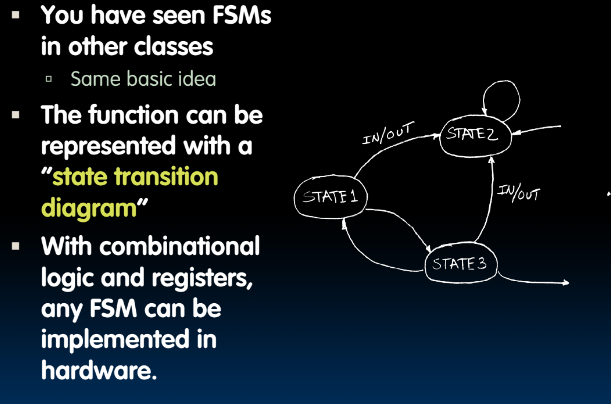 You have seen FSMs
in other classes
Same basic idea
The function can be
represented with a
"state transition
diagram"
With combinational
logic and registers,
any FSM can be
implemented in
hardware.
IN/OUT
STATE2
STATE1
IN/OUT
STATE3